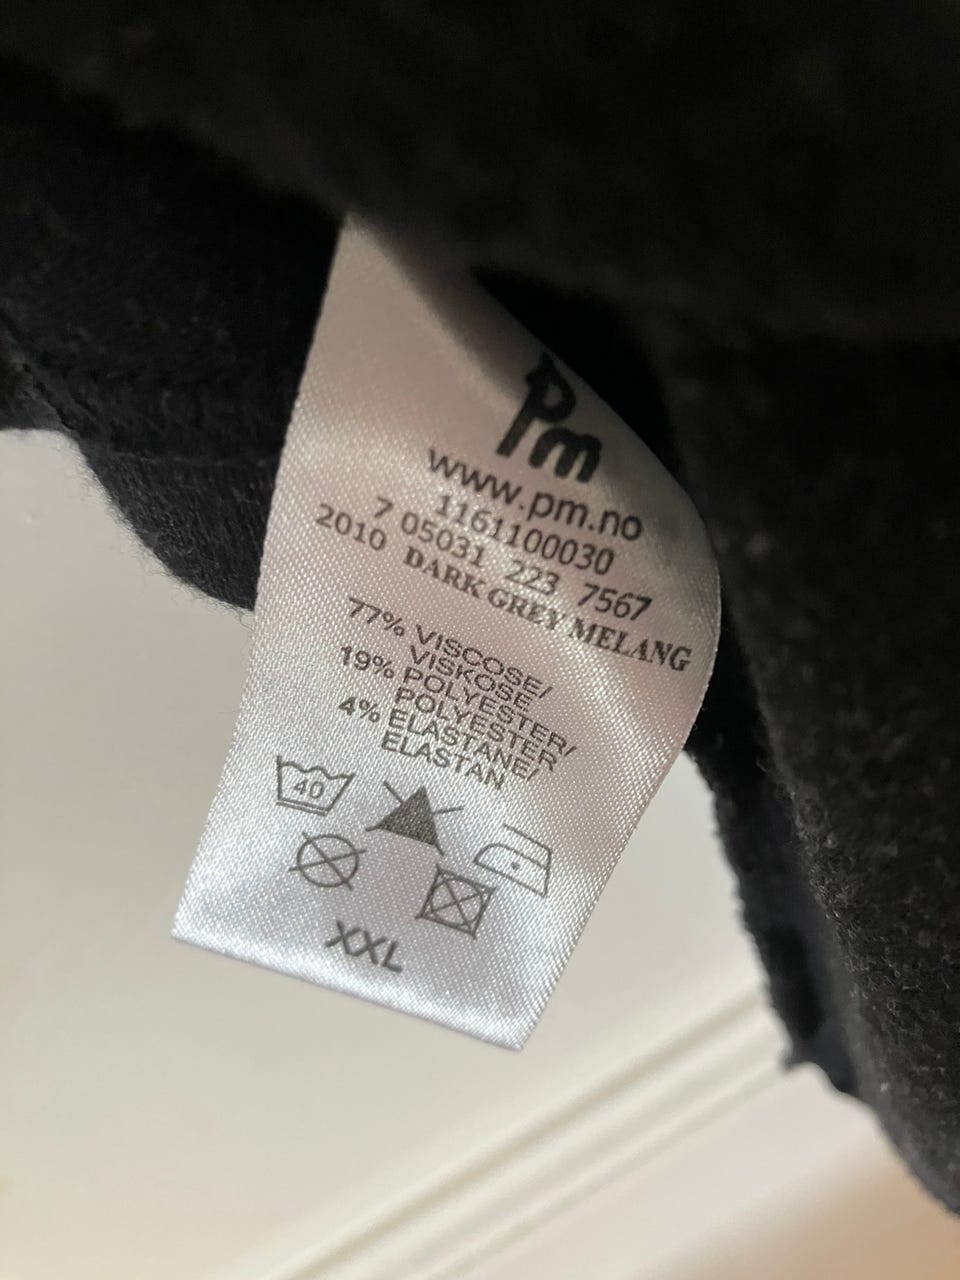 Pm
www.pm.no
1161100030
7 05031 223 7567
2010 DARK GREY MELANG
77% VISCOSE/
VISKOSE
19% POLYESTER/
POLYESTER
4% ELASTANE/
ELASTAN
40
XXL